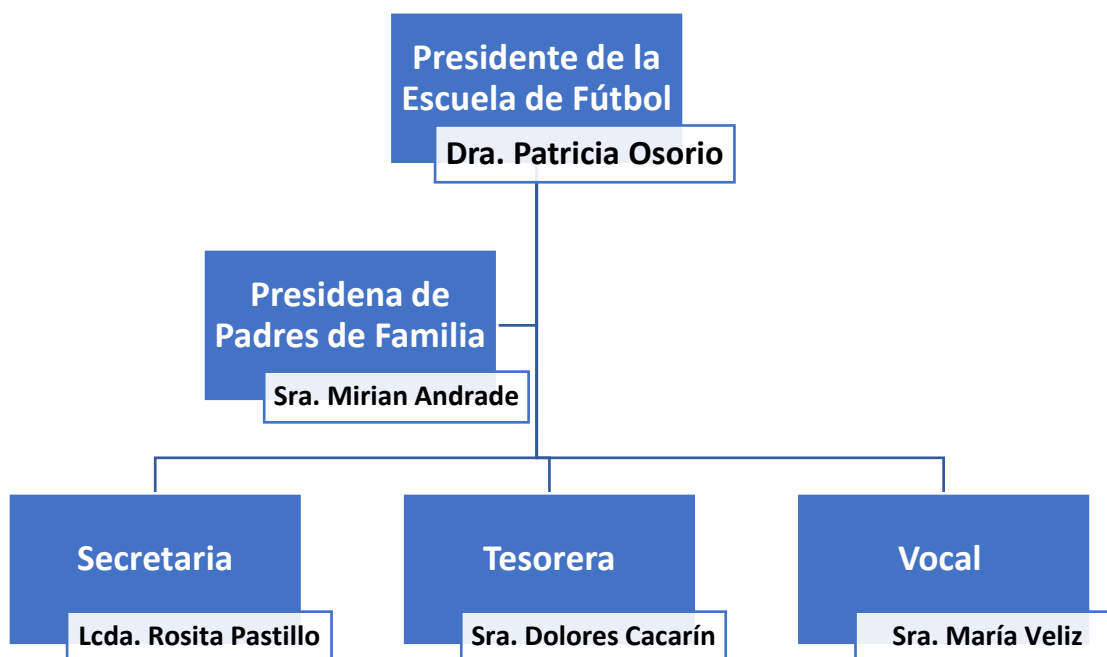 Presidente de la
Escuela de Fútbol
Dra. Patricia Osorio
Presidena de
Padres de Familia
Sra. Mirian Andrade
Secretaria
Lcda. Rosita Pastillo
Tesorera
Sra. Dolores Cacarín
Vocal
Sra. María Veliz